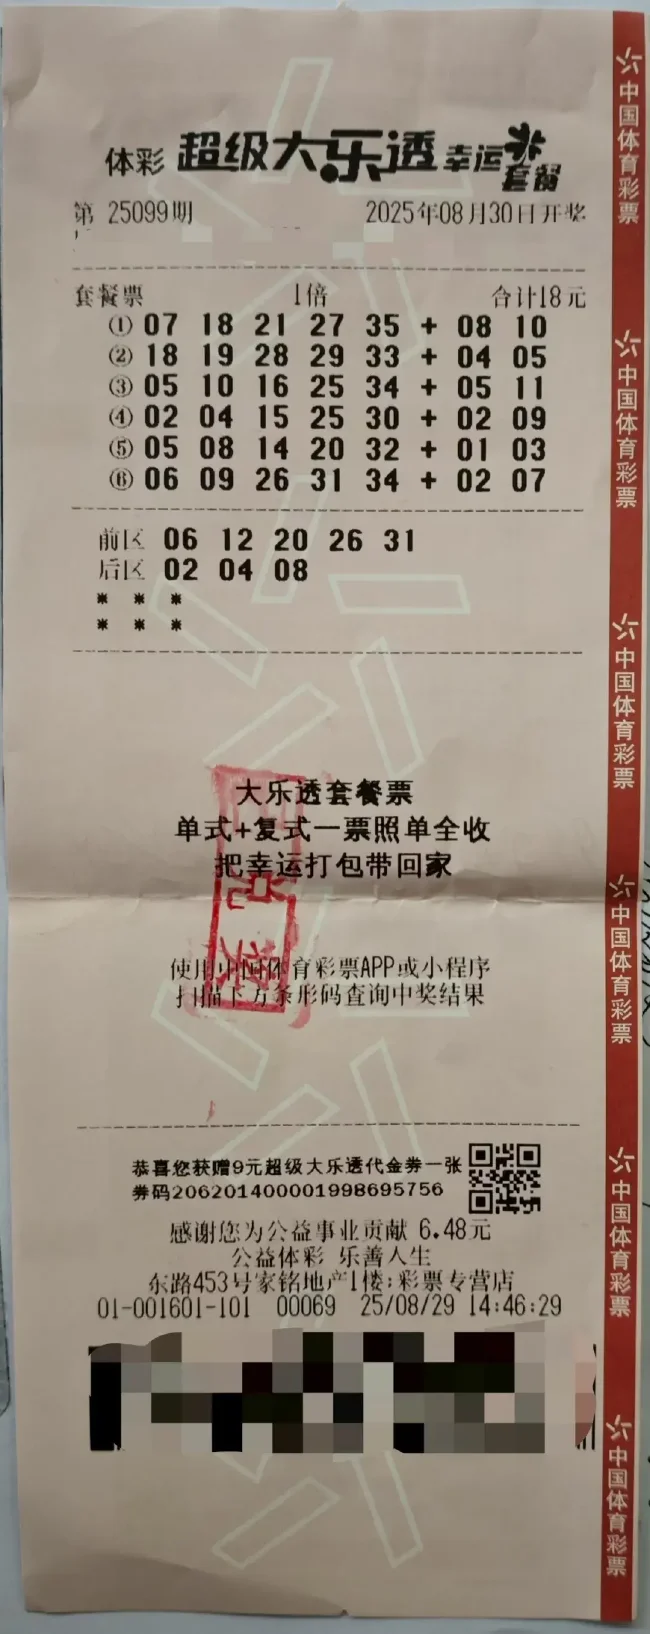 体彩 超级大乐透 幸运套餐
第 25099期 2025年08月30日开奖
套餐票 1倍 合计18元
① 07 18 21 27 35 + 08 10
② 18 19 28 29 33 + 04 05
③ 05 10 16 25 34 + 05 11
④ 02 04 15 25 30 + 02 09
⑤ 05 08 14 20 32 + 01 03
⑥ 06 09 26 31 34 + 02 07
前区 06 12 20 26 31
后区 02 04 08
* * *
* * *
大乐透套餐票
单式+复式一票照单全收
把幸运打包带回家
使用中国体育彩票APP或小程序
扫描下方条形码查询中奖结果
恭喜您获赠9元超级大乐透代金券一张
券码2062014000001998695756
感谢您为公益事业贡献 6.48元
公益体彩 乐善人生
东路453号家铭地产1楼;彩票专营店
01-001601-101 00069 25/08/29 14:46:29
中国体育彩票
中国体育彩票
中国体育彩票
中国体育彩票
中国体育彩票
中国体育彩票